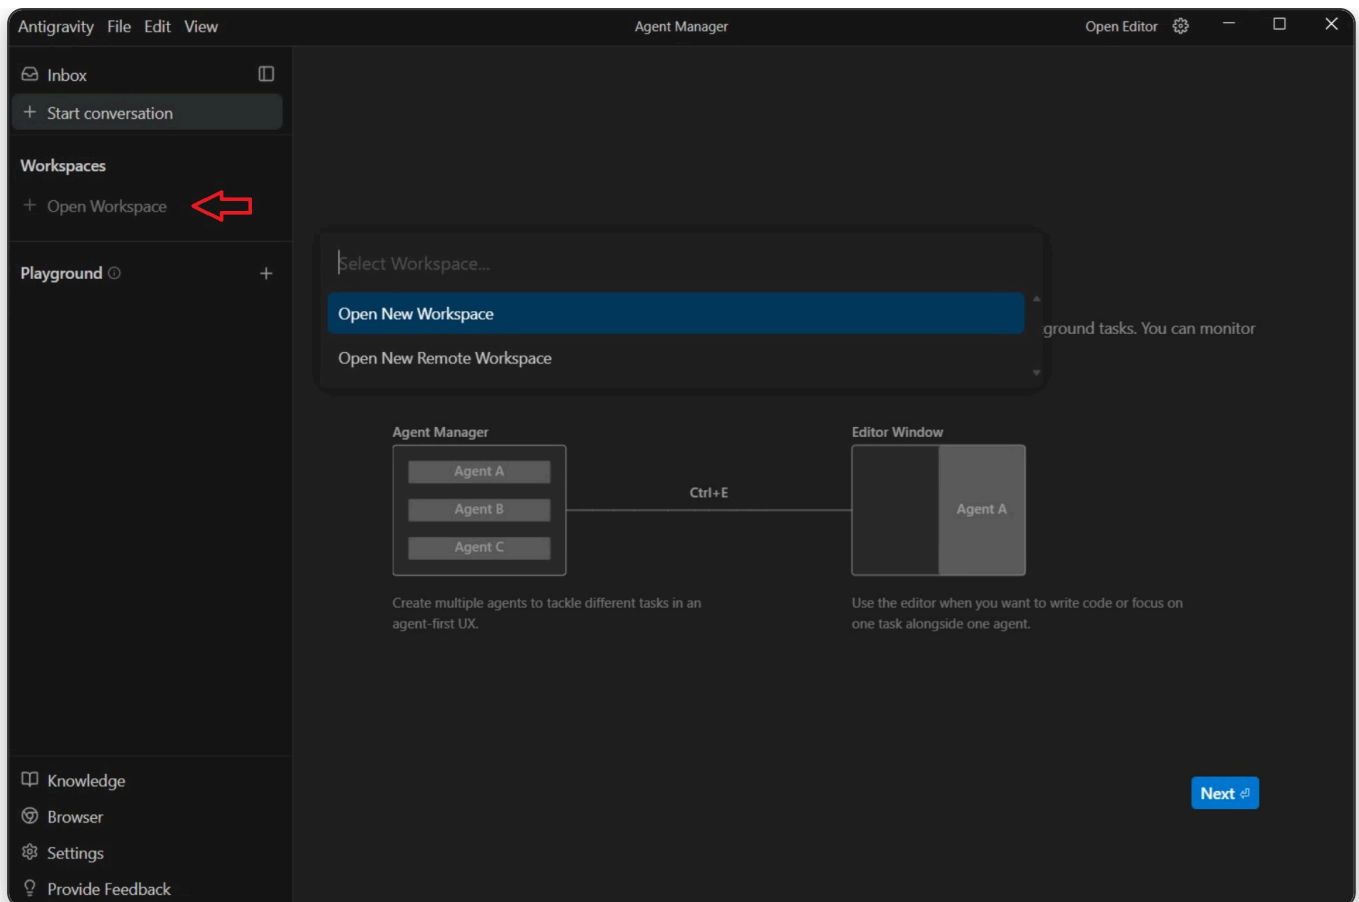 Antigravity File Edit View Agent Manager Open Editor
Inbox
Start conversation
Workspaces
Open Workspace
Playground
Select Workspace...
Open New Workspace
Open New Remote Workspace
ground tasks. You can monitor
Agent Manager
Agent A
Agent B
Agent C
Create multiple agents to tackle different tasks in an
agent-first UX.
Ctrl+E
Editor Window
Agent A
Use the editor when you want to write code or focus on
one task alongside one agent.
Next
Knowledge
Browser
Settings
Provide Feedback